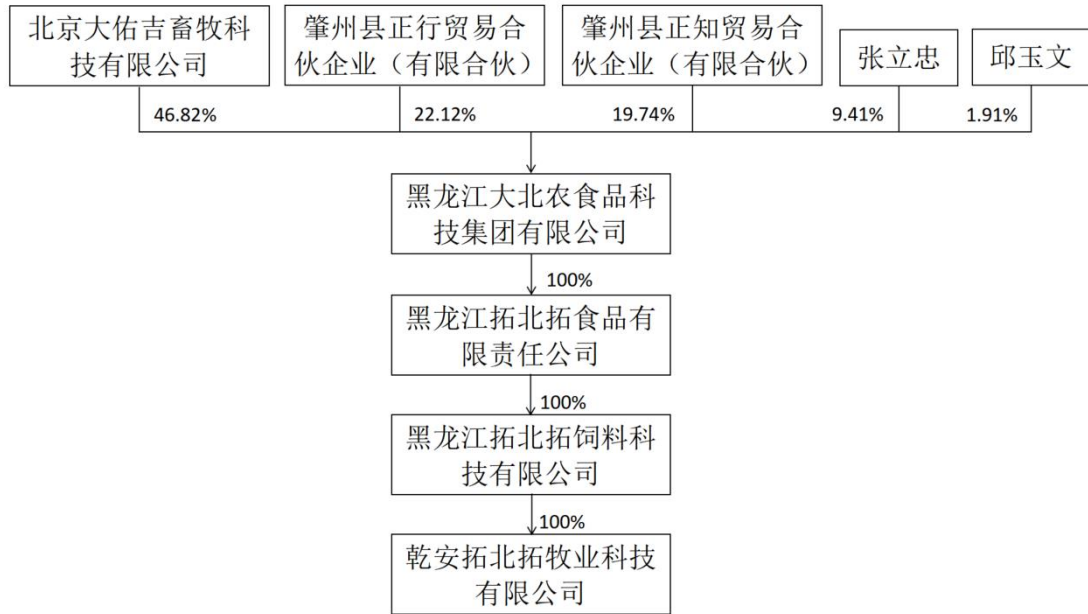 北京大佑吉畜牧科
技有限公司
肇州县正行贸易合
伙企业（有限合伙）
肇州县正知贸易合
伙企业（有限合伙）
张立忠
邱玉文
46.82%
22.12%
19.74%
9.41%
1.91%
黑龙江大北农食品科
技集团有限公司
100%
黑龙江拓北拓食品有
限责任公司
100%
黑龙江拓北拓饲料科
技有限公司
100%
乾安拓北拓牧业科技
有限公司